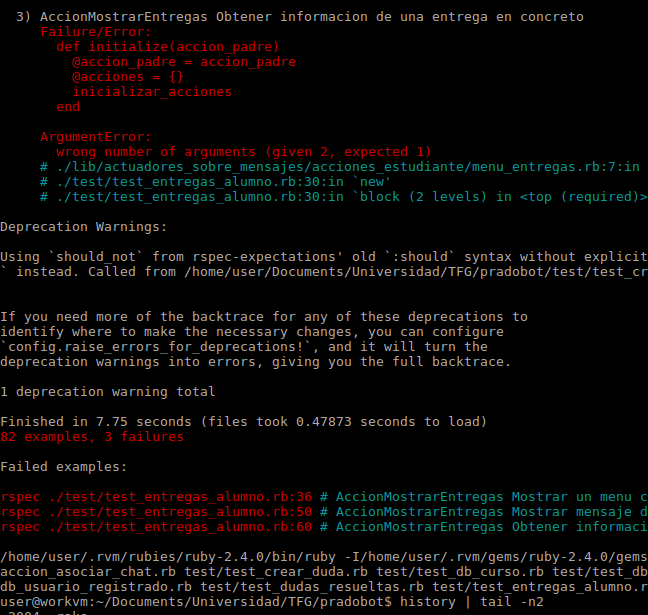 3) AccionMostrarEntregas Obtener informacion de una entrega en concreto
Failure/Error:
def initialize(accion_padre)
@accion_padre = accion_padre
@acciones = {}
inicializar_acciones
end
ArgumentError:
wrong number of arguments (given 2, expected 1)
# ./lib/actuadores_sobre_mensajes/acciones_estudiante/menu_entregas.rb:7:in
# ./test/test_entregas_alumno.rb:30:in `new'
# ./test/test_entregas_alumno.rb:30:in `block (2 levels) in <top (required)>
Deprecation Warnings:
Using `should_not` from rspec-expectations' old `:should` syntax without explicit
` instead. Called from /home/user/Documents/Universidad/TFG/pradobot/test/test_cr
If you need more of the backtrace for any of these deprecations to
identify where to make the necessary changes, you can configure
`config.raise_errors_for_deprecations!`, and it will turn the
deprecation warnings into errors, giving you the full backtrace.
1 deprecation warning total
Finished in 7.75 seconds (files took 0.47873 seconds to load)
82 examples, 3 failures
Failed examples:
rspec ./test/test_entregas_alumno.rb:36 # AccionMostrarEntregas Mostrar un menu c
rspec ./test/test_entregas_alumno.rb:50 # AccionMostrarEntregas Mostrar mensaje d
rspec ./test/test_entregas_alumno.rb:60 # AccionMostrarEntregas Obtener informaci
/home/user/.rvm/rubies/ruby-2.4.0/bin/ruby -I/home/user/.rvm/gems/ruby-2.4.0/gems
accion_asociar_chat.rb test/test_crear_duda.rb test/test_db_curso.rb test/test_db
db_usuario_registrado.rb test/test_dudas_resueltas.rb test/test_entregas_alumno.r
user@workvm:~/Documents/Universidad/TFG/pradobot$ history | tail -n2